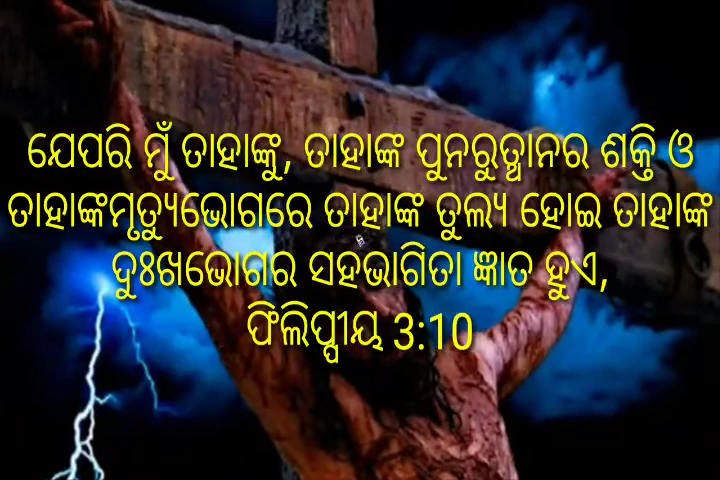 ଯେପରି ମୁଁ ତାହାଙ୍କୁ, ତାହାଙ୍କ ପୁନରୁତ୍ଥାନର ଶକ୍ତି ଓ
ତାହାଙ୍କମୃତ୍ୟୁଭୋଗରେ ତାହାଙ୍କ ତୁଲ୍ୟ ହୋଇ ତାହାଙ୍କ
ଦୁଃଖଭୋଗର ସହଭାଗିତା ଜ୍ଞାତ ହୁଏ,
ଫିଲିପ୍ପୀୟ 3:10